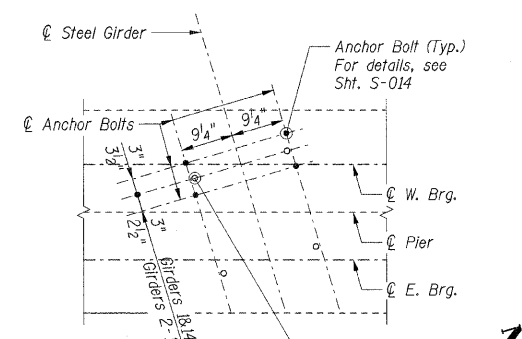 ℄ Steel Girder
Anchor Bolt (Typ.)
For details, see
Sht. S-014
℄ Anchor Bolts
9¼"
9¼"
3" 3"
3½" 2½"
Girders 1&14
Girders 2-
℄ W. Brg.
℄ Pier
℄ E. Brg.